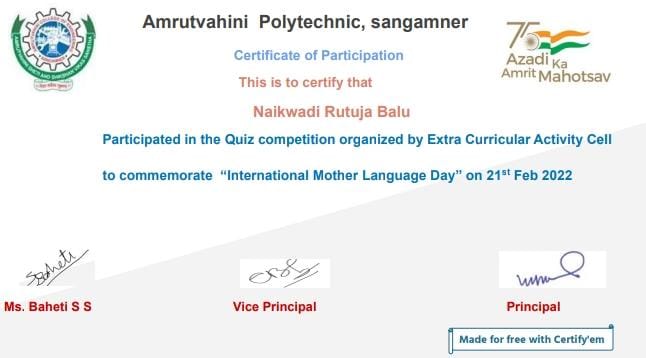 Amrutvahini Polytechnic, sangamner
75
Azadi
Ka
Amrit Mahotsav
Certificate of Participation
This is to certify that
Naikwadi Rutuja Balu
Participated in the Quiz competition organized by Extra Curricular Activity Cell
to commemorate “International Mother Language Day” on 21st Feb 2022
Ms. Baheti S S
Vice Principal
Principal
Made for free with Certify'em